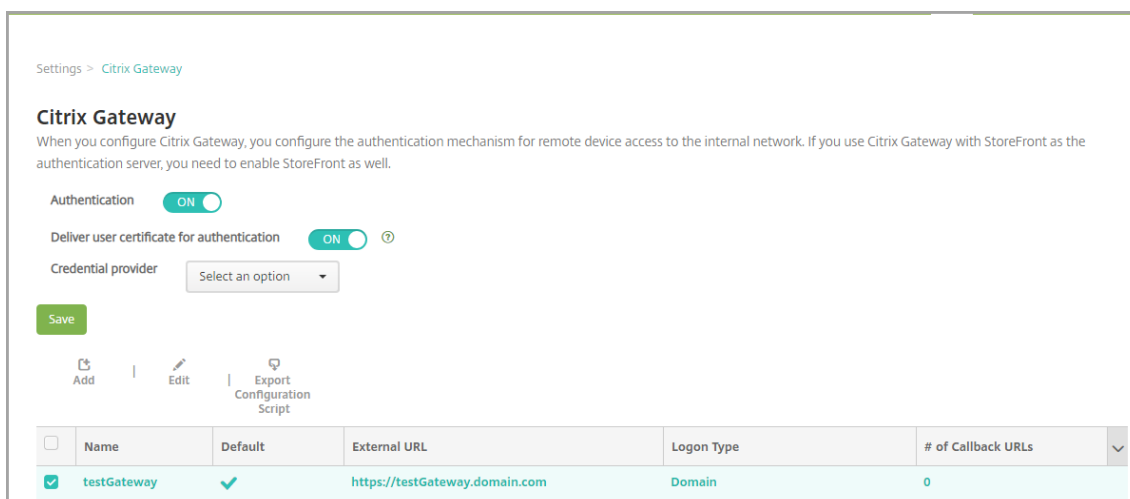 Settings > Citrix Gateway
Citrix Gateway
When you configure Citrix Gateway, you configure the authentication mechanism for remote device access to the internal network. If you use Citrix Gateway with StoreFront as the
authentication server, you need to enable StoreFront as well.
Authentication ON
Deliver user certificate for authentication ON ?
Credential provider Select an option
Save
Add | Edit | Export
Configuration
Script
Name Default External URL Logon Type # of Callback URLs
testGateway https://testGateway.domain.com Domain 0